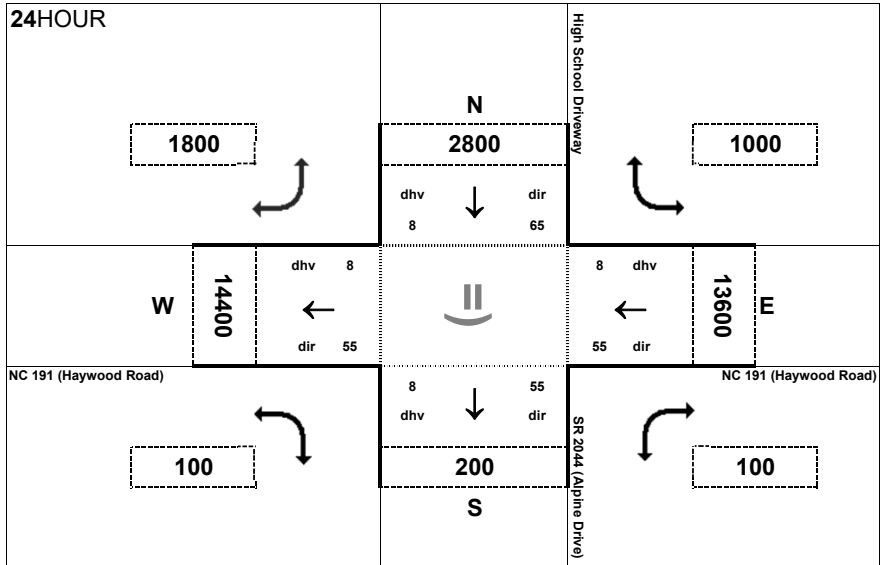 24HOUR
High School Driveway
N
1800
2800
1000
dhv
dir
8
65
dhv 8
8 dhv
W
14400
13600
E
dir 55
55 dir
NC 191 (Haywood Road)
NC 191 (Haywood Road)
8
55
dhv
dir
SR 2044 (Alpine Drive)
100
200
100
S